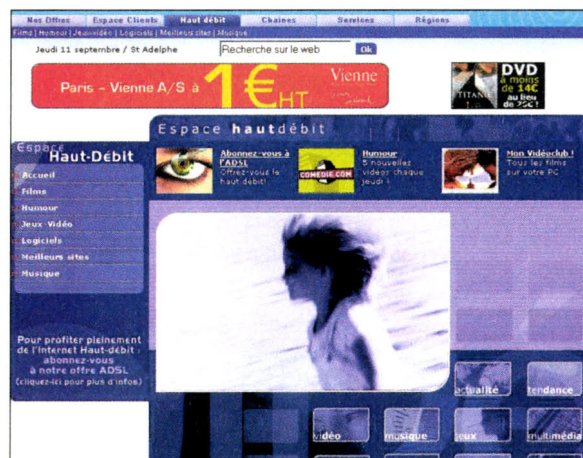 Nos Offres Espace Clients Haut débit Chaines Services Régions
Films | Humour | Jeux vidéo | Logiciels | Meilleurs sites | Musique
Jeudi 11 septembre / St Adelphe
Recherche sur le web Ok
Paris - Vienne A/S à 1€HT
Vienne
TITANIC
DVD
à moins
de 14€
au lieu
de 25€ !
Espace hautdébit
Espace
Haut-Débit
Accueil
Films
Humour
Jeux-Vidéo
Logiciels
Meilleurs sites
Musique
Abonnez-vous à
l'ADSL
Offrez-vous le
haut débit!
COMEDIE.COM
Humour
5 nouvelles
vidéos chaque
jeudi !
Mon Vidéoclub !
Tous les films
sur votre PC
Pour profiter pleinement
de l'Internet Haut-débit :
abonnez-vous
à notre offre ADSL
(cliquez-ici pour plus d'infos)
actualité tendance
vidéo musique jeux multimédia